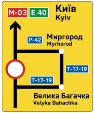 М-03 E 40 Київ
Kyiv
P-42 Миргород
Myrhorod
T-17-19
T-17-19
Велика Багачка
Velyka Bahachka